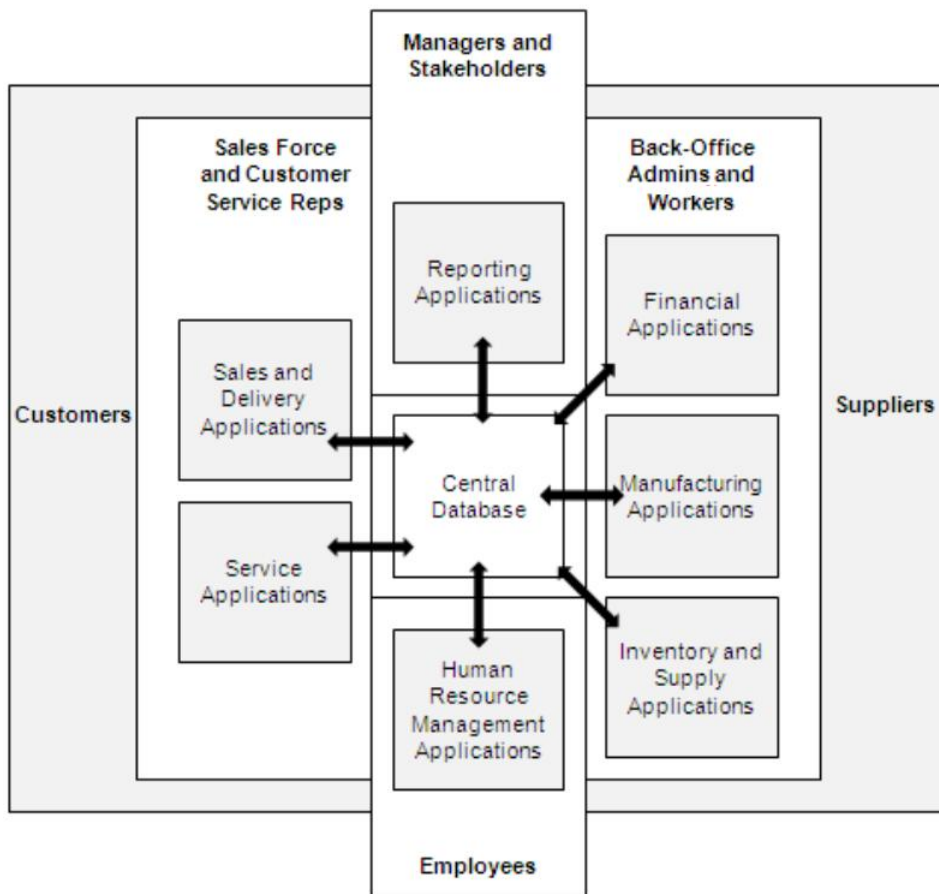 Managers and
Stakeholders
Sales Force
and Customer
Service Reps
Back-Office
Admins and
Workers
Reporting
Applications
Financial
Applications
Sales and
Delivery
Applications
Customers
Suppliers
Central
Database
Manufacturing
Applications
Service
Applications
Human
Resource
Management
Applications
Inventory and
Supply
Applications
Employees